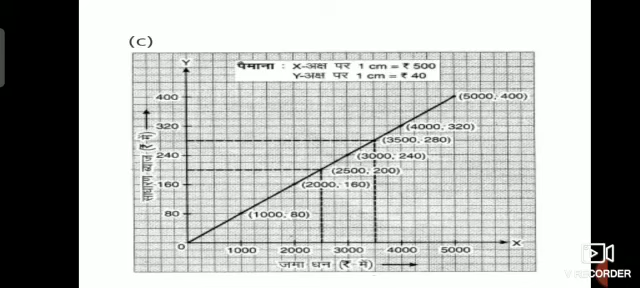 (C)
पैमाना : X-अक्ष पर 1 cm = ₹ 500
Y-अक्ष पर 1 cm = ₹ 40
Y
400
(5000, 400)
320
(4000, 320)
(3500, 280)
240
(3000, 240)
(2500, 200)
160
(2000, 160)
80
(1000, 80)
साधारण ब्याज (₹ में)
0
1000 2000 3000 4000 5000
X
जमा धन (₹ में)
V RECORDER